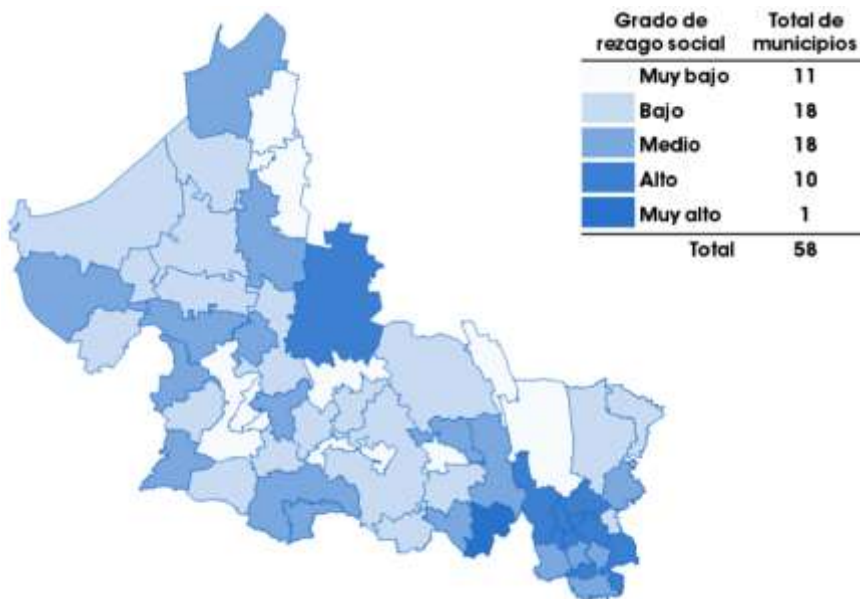 Grado de rezago social Total de municipios
Muy bajo 11
Bajo 18
Medio 18
Alto 10
Muy alto 1
Total 58